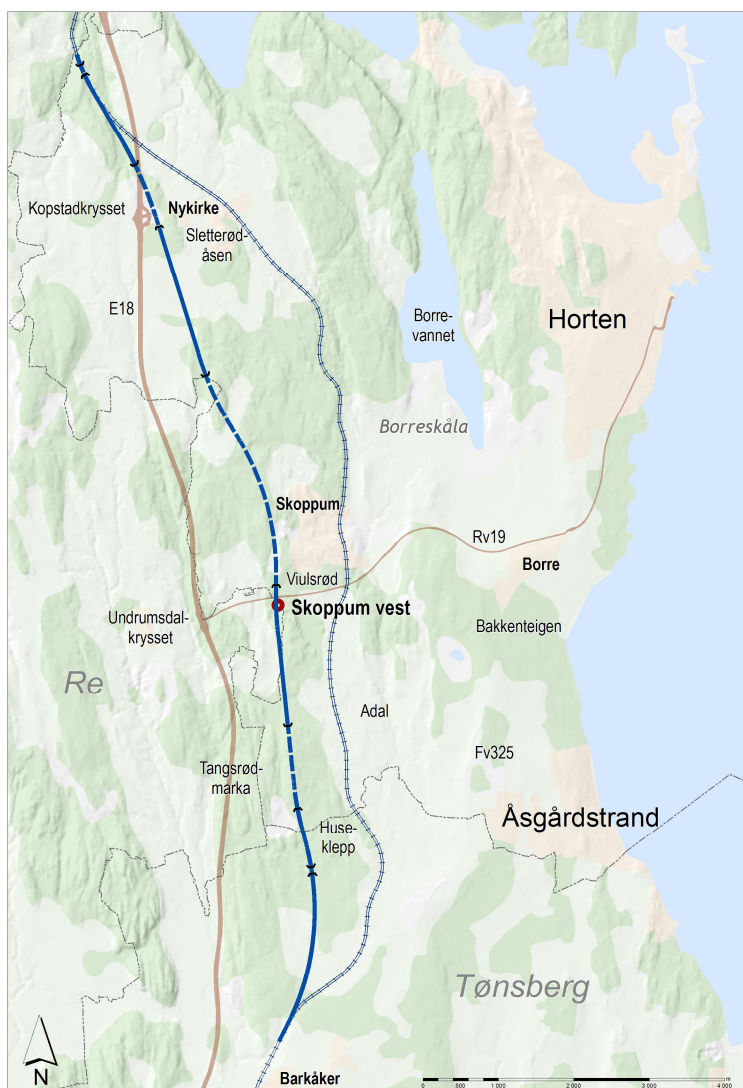 Kopstadkrysset
Nykirke
Sletterød-
åsen
E18
Borre-
vannet
Horten
Borreskåla
Skoppum
Rv19
Borre
Viulsrød
Skoppum vest
Undrumsdal-
krysset
Bakkenteigen
Re
Adal
Fv325
Tangsrød-
marka
Åsgårdstrand
Huse-
klepp
Tønsberg
N
Barkåker
0 500 1 000 2 000 3 000 4 000
m